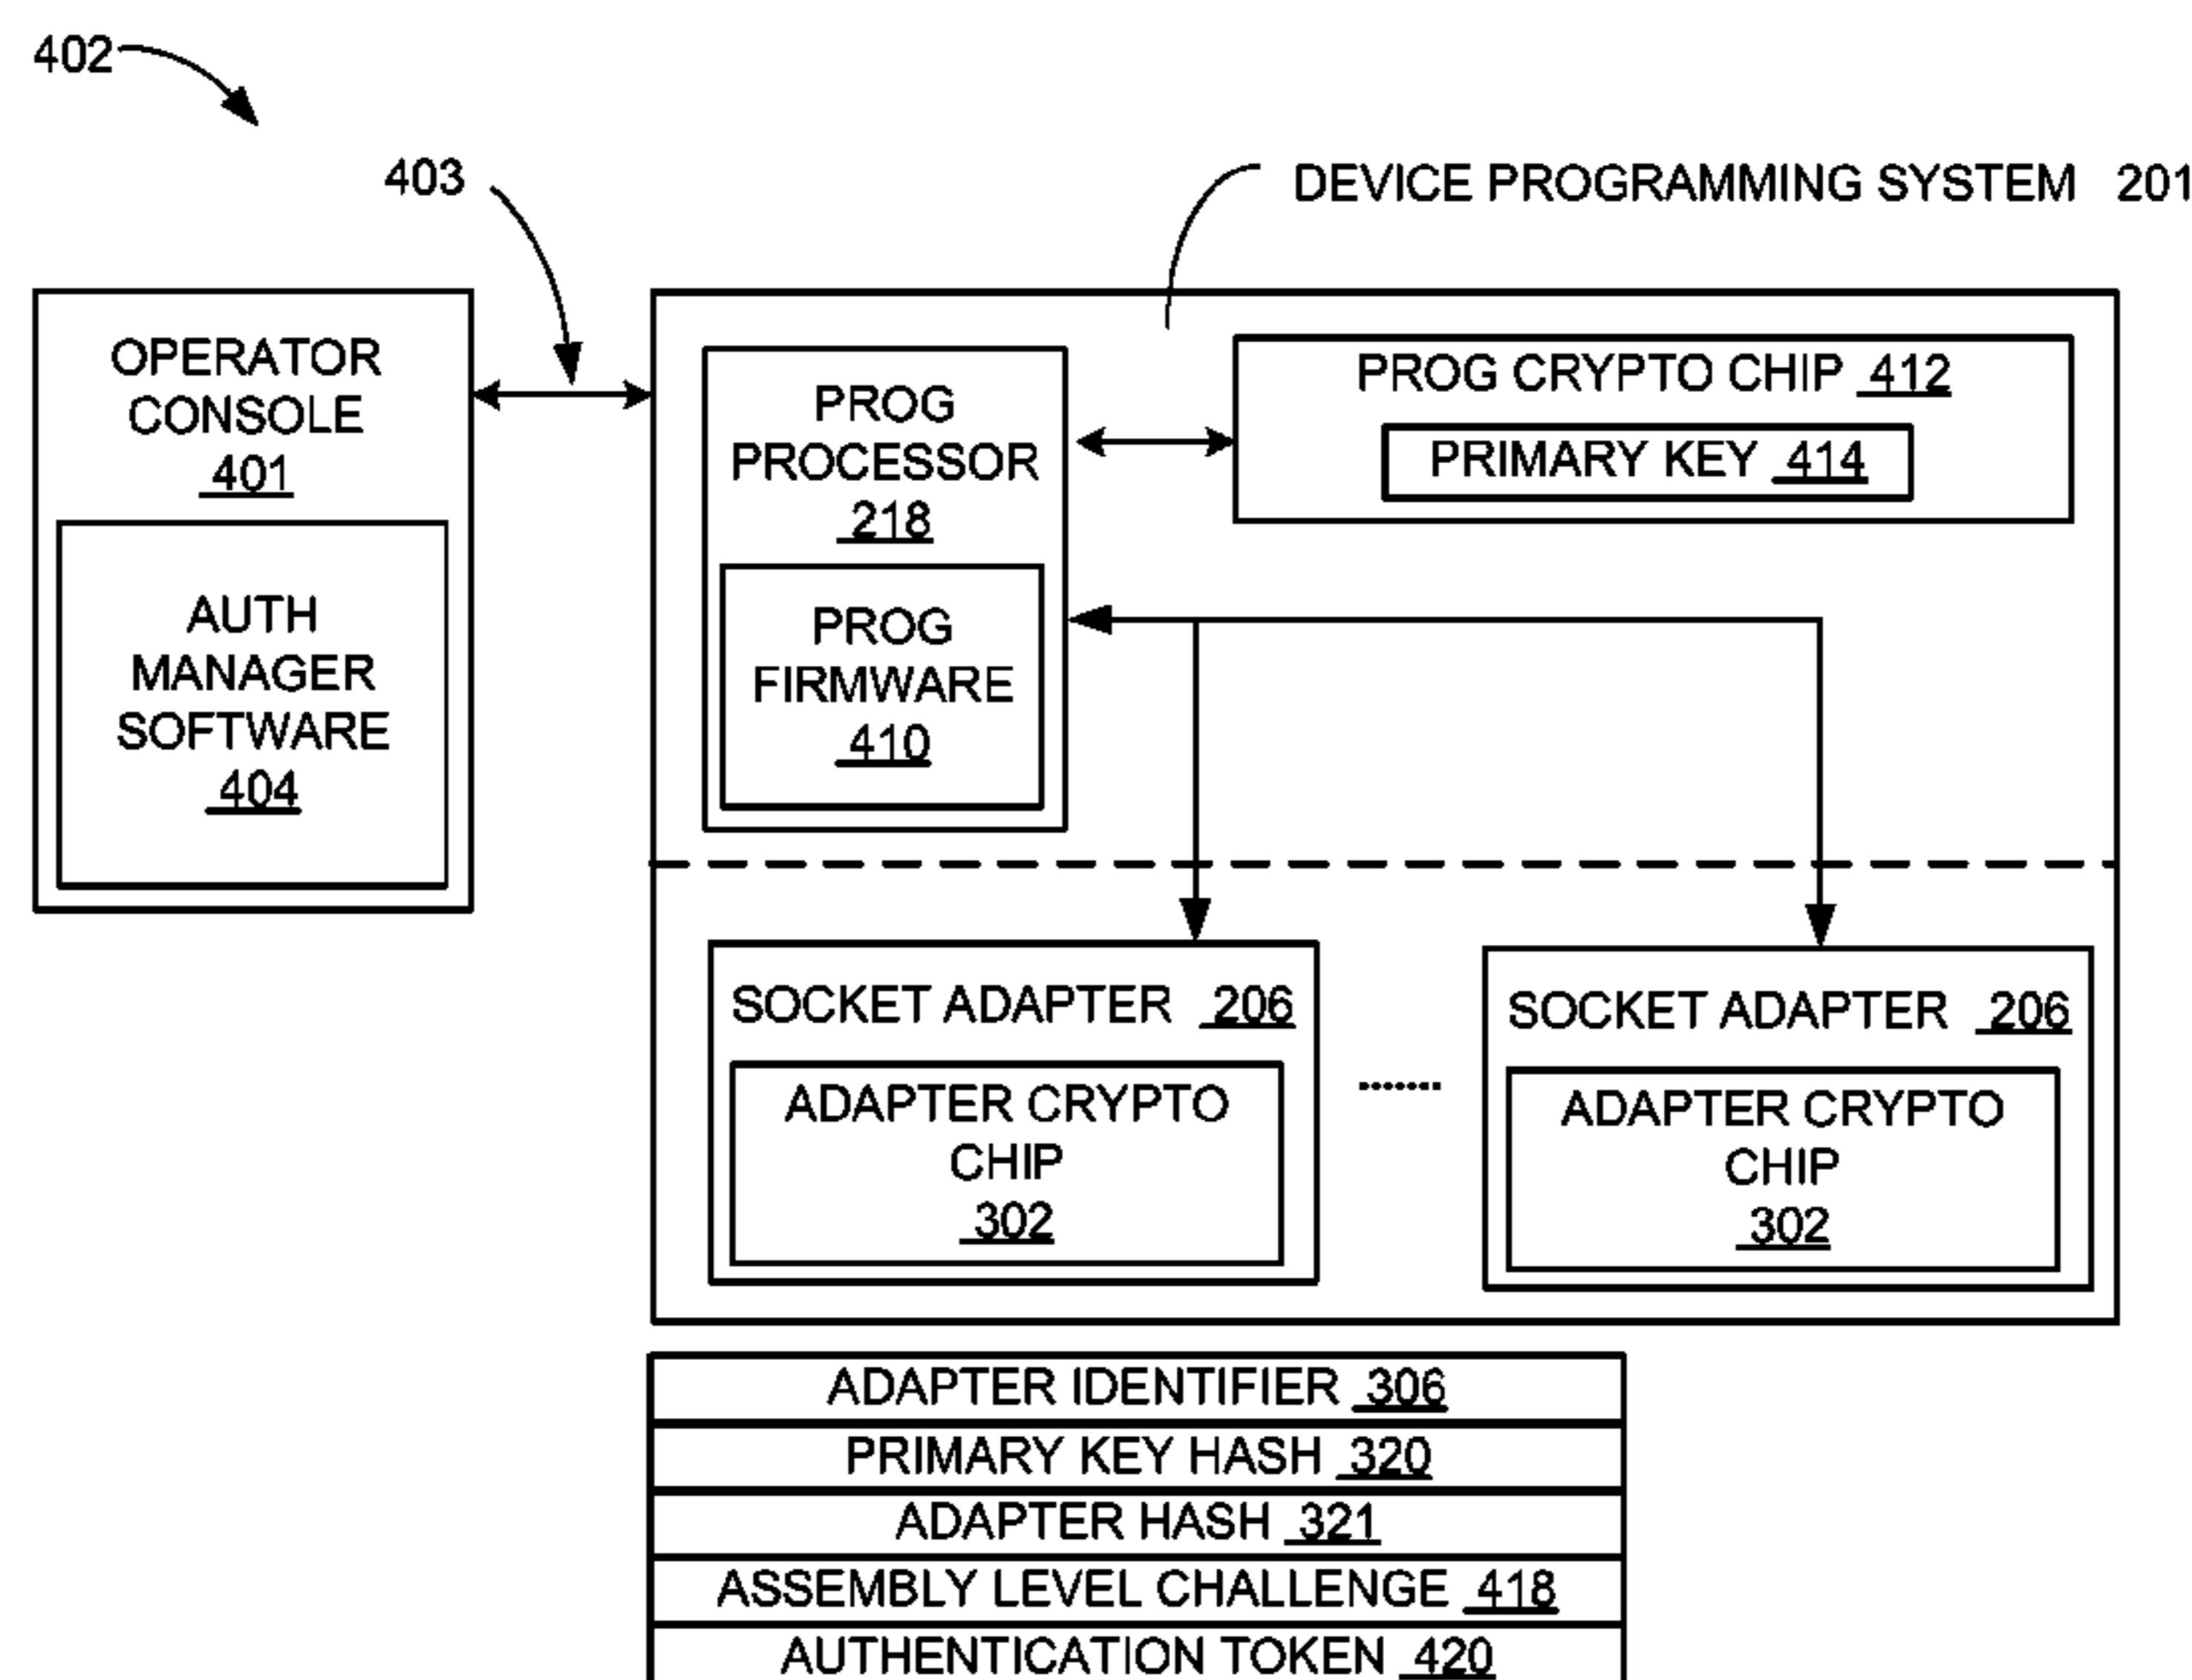 402
403
DEVICE PROGRAMMING SYSTEM 201
OPERATOR
CONSOLE
401
AUTH
MANAGER
SOFTWARE
404
PROG
PROCESSOR
218
PROG
FIRMWARE
410
PROG CRYPTO CHIP 412
PRIMARY KEY 414
SOCKET ADAPTER 206
ADAPTER CRYPTO
CHIP
302
.......
SOCKET ADAPTER 206
ADAPTER CRYPTO
CHIP
302
ADAPTER IDENTIFIER 306
PRIMARY KEY HASH 320
ADAPTER HASH 321
ASSEMBLY LEVEL CHALLENGE 418
AUTHENTICATION TOKEN 420